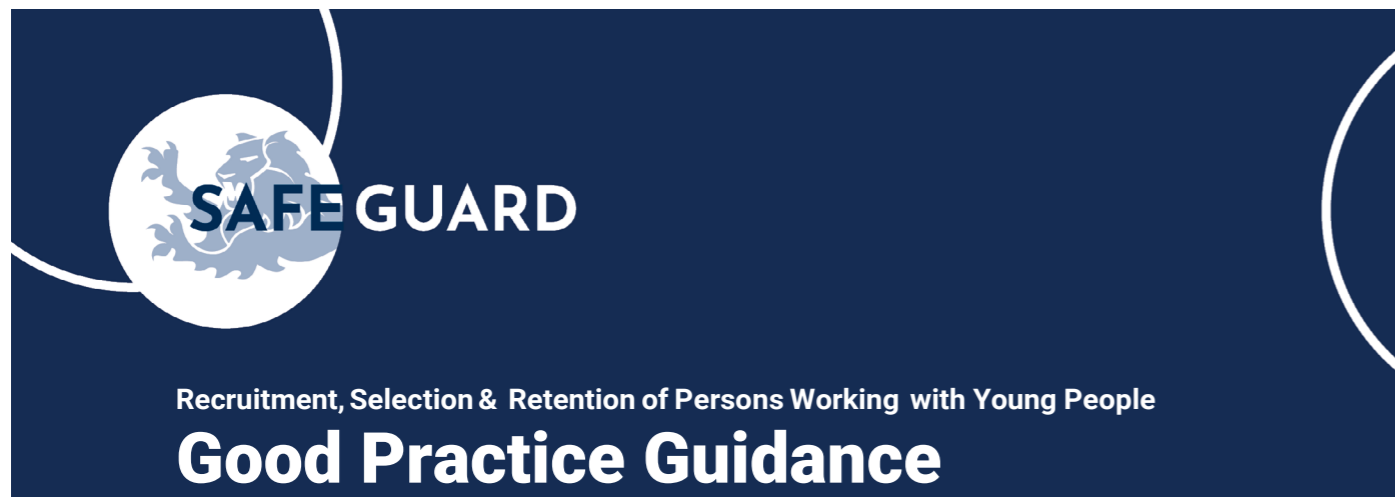 SAFEGUARD
Recruitment, Selection & Retention of Persons Working with Young People
Good Practice Guidance